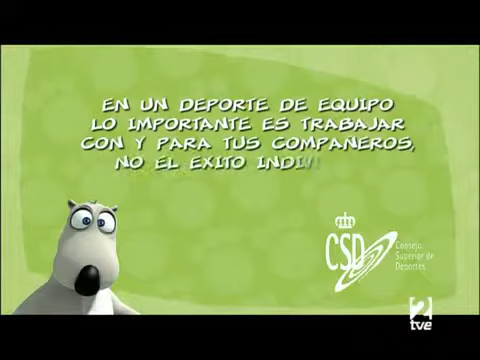 EN UN DEPORTE DE EQUIPO
LO IMPORTANTE ES TRABAJAR
CON Y PARA TUS COMPAÑEROS,
NO EL EXITO INDIV
CSD
Consejo
Superior de
Deportes
2
tve